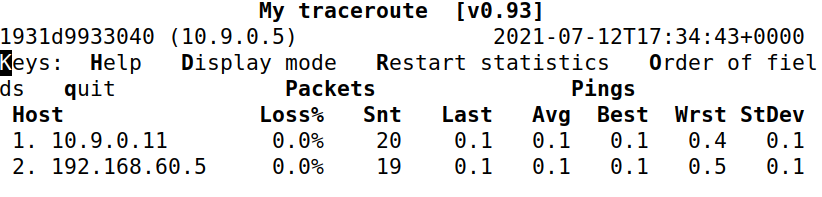 My traceroute  [v0.93]
1931d9933040 (10.9.0.5)               2021-07-12T17:34:43+0000
Keys:  Help   Display mode   Restart statistics   Order of fiel
ds   quit             Packets               Pings
 Host               Loss%   Snt   Last   Avg  Best  Wrst StDev
 1. 10.9.0.11        0.0%    20    0.1   0.1   0.1   0.4   0.1
 2. 192.168.60.5     0.0%    19    0.1   0.1   0.1   0.5   0.1